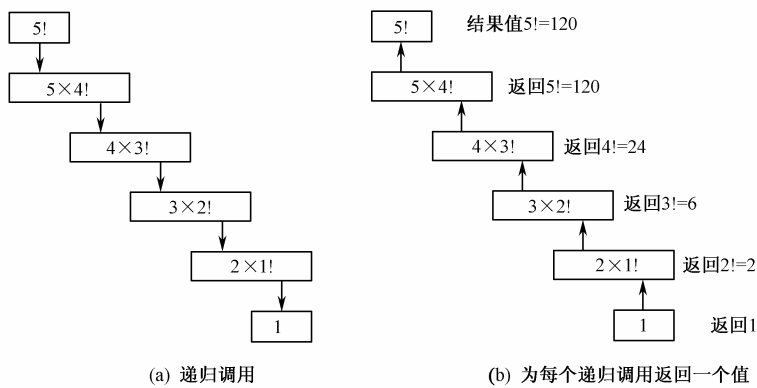 5!
5×4!
4×3!
3×2!
2×1!
1
(a) 递归调用
5!
结果值5!=120
5×4!
返回5!=120
4×3!
返回4!=24
3×2!
返回3!=6
2×1!
返回2!=2
1
返回1
(b) 为每个递归调用返回一个值